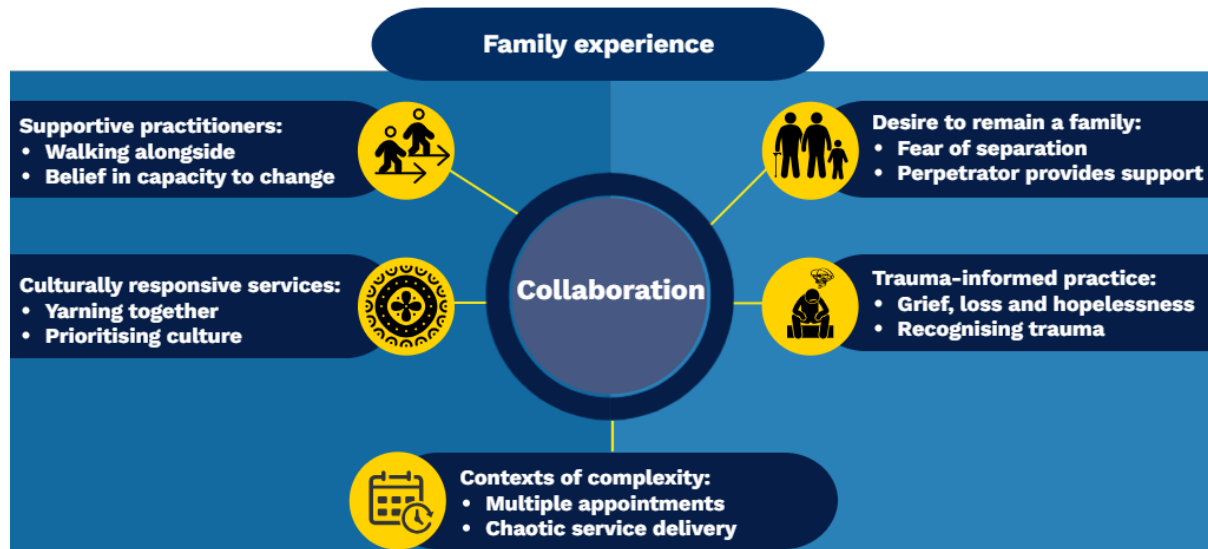 Family experience
Supportive practitioners:
• Walking alongside
• Belief in capacity to change
Desire to remain a family:
• Fear of separation
• Perpetrator provides support
Culturally responsive services:
• Yarning together
• Prioritising culture
Collaboration
Trauma-informed practice:
• Grief, loss and hopelessness
• Recognising trauma
Contexts of complexity:
• Multiple appointments
• Chaotic service delivery